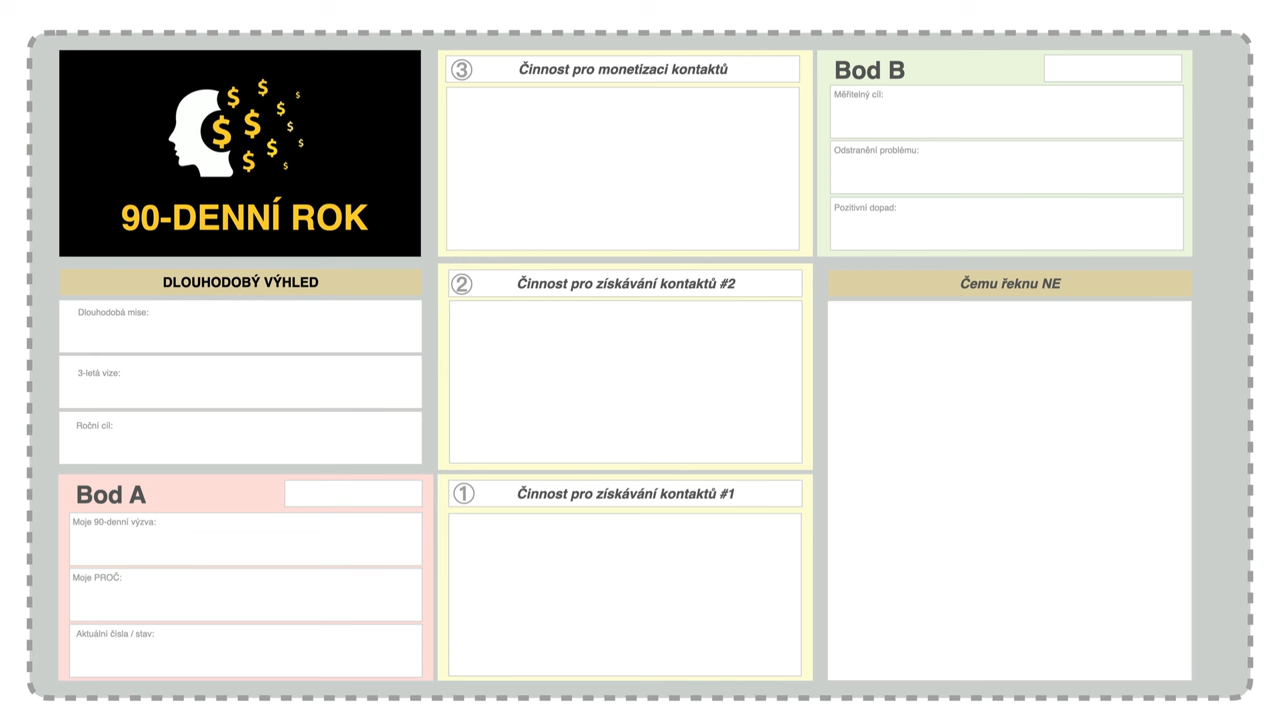 90-DENNÍ ROK
DLOUHODOBÝ VÝHLED
Dlouhodobá mise:
3-letá vize:
Roční cíl:
Bod A
Moje 90-denní výzva:
Moje PROČ:
Aktuální čísla / stav:
3 Činnost pro monetizaci kontaktů
2 Činnost pro získávání kontaktů #2
1 Činnost pro získávání kontaktů #1
Bod B
Měřitelný cíl:
Odstranění problému:
Pozitivní dopad:
Čemu řeknu NE